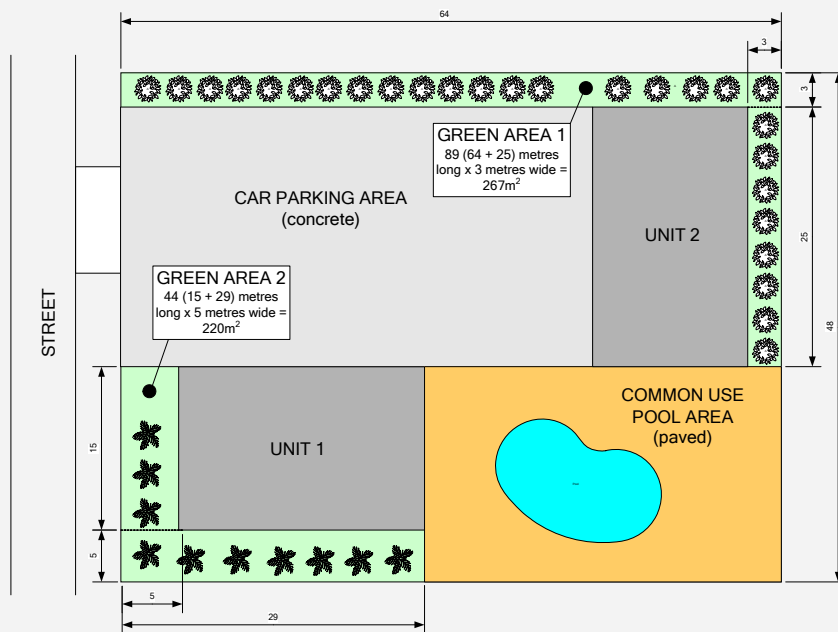 64
3
3
GREEN AREA 1
89 (64 + 25) metres
long x 3 metres wide =
267m²
CAR PARKING AREA
(concrete)
UNIT 2
25
GREEN AREA 2
44 (15 + 29) metres
long x 5 metres wide =
220m²
STREET
48
COMMON USE
POOL AREA
(paved)
UNIT 1
15
5
5
29